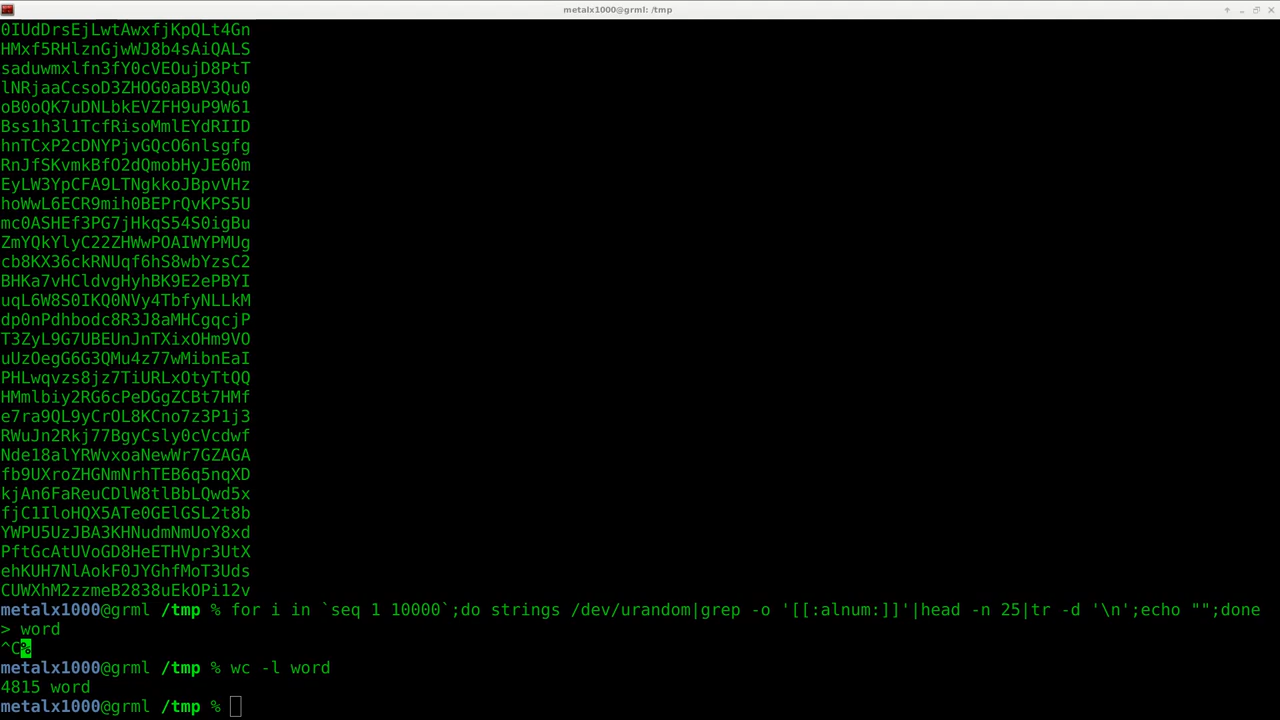 metalx1000@grml: /tmp
0IUdDrsEjLwtAwxfjKpQLt4Gn
HMxf5RHlznGjwWJ8b4sAiQALS
saduwmxlfn3fY0cVEOujD8PtT
lNRjaaCcsoD3ZHOG0aBBV3Qu0
oB0oQK7uDNLbkEVZFH9uP9W61
Bss1h3l1TcfRisoMmlEYdRIID
hnTCxP2cDNYPjvGQcO6nlsgfg
RnJfSKvmkBfO2dQmobHyJE60m
EyLW3YpCFA9LTNgkkoJBpvVHz
hoWwL6ECR9mih0BEPrQvKPS5U
mc0ASHEf3PG7jHkqS54S0igBu
ZmYQkYlyC22ZHWwPOAIWYPMUg
cb8KX36ckRNUqf6hS8wbYzsC2
BHKa7vHCldvgHyhBK9E2ePBYI
uqL6W8S0IKQ0NVy4TbfyNLLkM
dp0nPdhbodc8R3J8aMHCgqcjP
T3ZyL9G7UBEUnJnTXixOHm9VO
uUzOegG6G3QMu4z77wMibnEaI
PHLwqvzs8jz7TiURLxOtyTtQQ
HMmlbiy2RG6cPeDGgZCBt7HMf
e7ra9QL9yCrOL8KCno7z3P1j3
RWuJn2Rkj77BgyCsly0cVcdwf
Nde18alYRWvxoaNewWr7GZAGA
fb9UXroZHGNmNrhTEB6q5nqXD
kjAn6FaReuCDlW8tlBbLQwd5x
fjC1IloHQX5ATe0GElGSL2t8b
YWPU5UzJBA3KHNudmNmUoY8xd
PftGcAtUVoGD8HeETHVpr3UtX
ehKUH7NlAokF0JYGhfMoT3Uds
CUWXhM2zzmeB2838uEkOPi12v
metalx1000@grml /tmp % for i in `seq 1 10000`;do strings /dev/urandom|grep -o '[[:alnum:]]'|head -n 25|tr -d '\n';echo "";done
> word
^C%
metalx1000@grml /tmp % wc -l word
4815 word
metalx1000@grml /tmp %